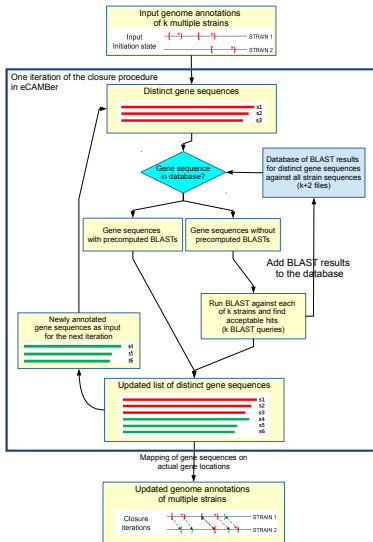 Input genome annotations
of k multiple strains
Input
Initiation state
STRAIN 1
STRAIN 2
One iteration of the closure procedure
in eCAMBer
Distinct gene sequences
s1
s2
s3
Gene sequence
in database?
Database of BLAST results
for distinct gene sequences
against all strain sequences
(k+2 files)
Gene sequences
with precomputed BLASTs
Gene sequences without
precomputed BLASTs
Add BLAST results
to the database
Run BLAST against each
of k strains and find
acceptable hits
(k BLAST queries)
Newly annotated
gene sequences as input
for the next iteration
s4
s5
s6
Updated list of distinct gene sequences
s1
s2
s3
s4
s5
s6
Mapping of gene sequences on
actual gene locations
Updated genome annotations
of multiple strains
Closure
iterations
STRAIN 1
STRAIN 2